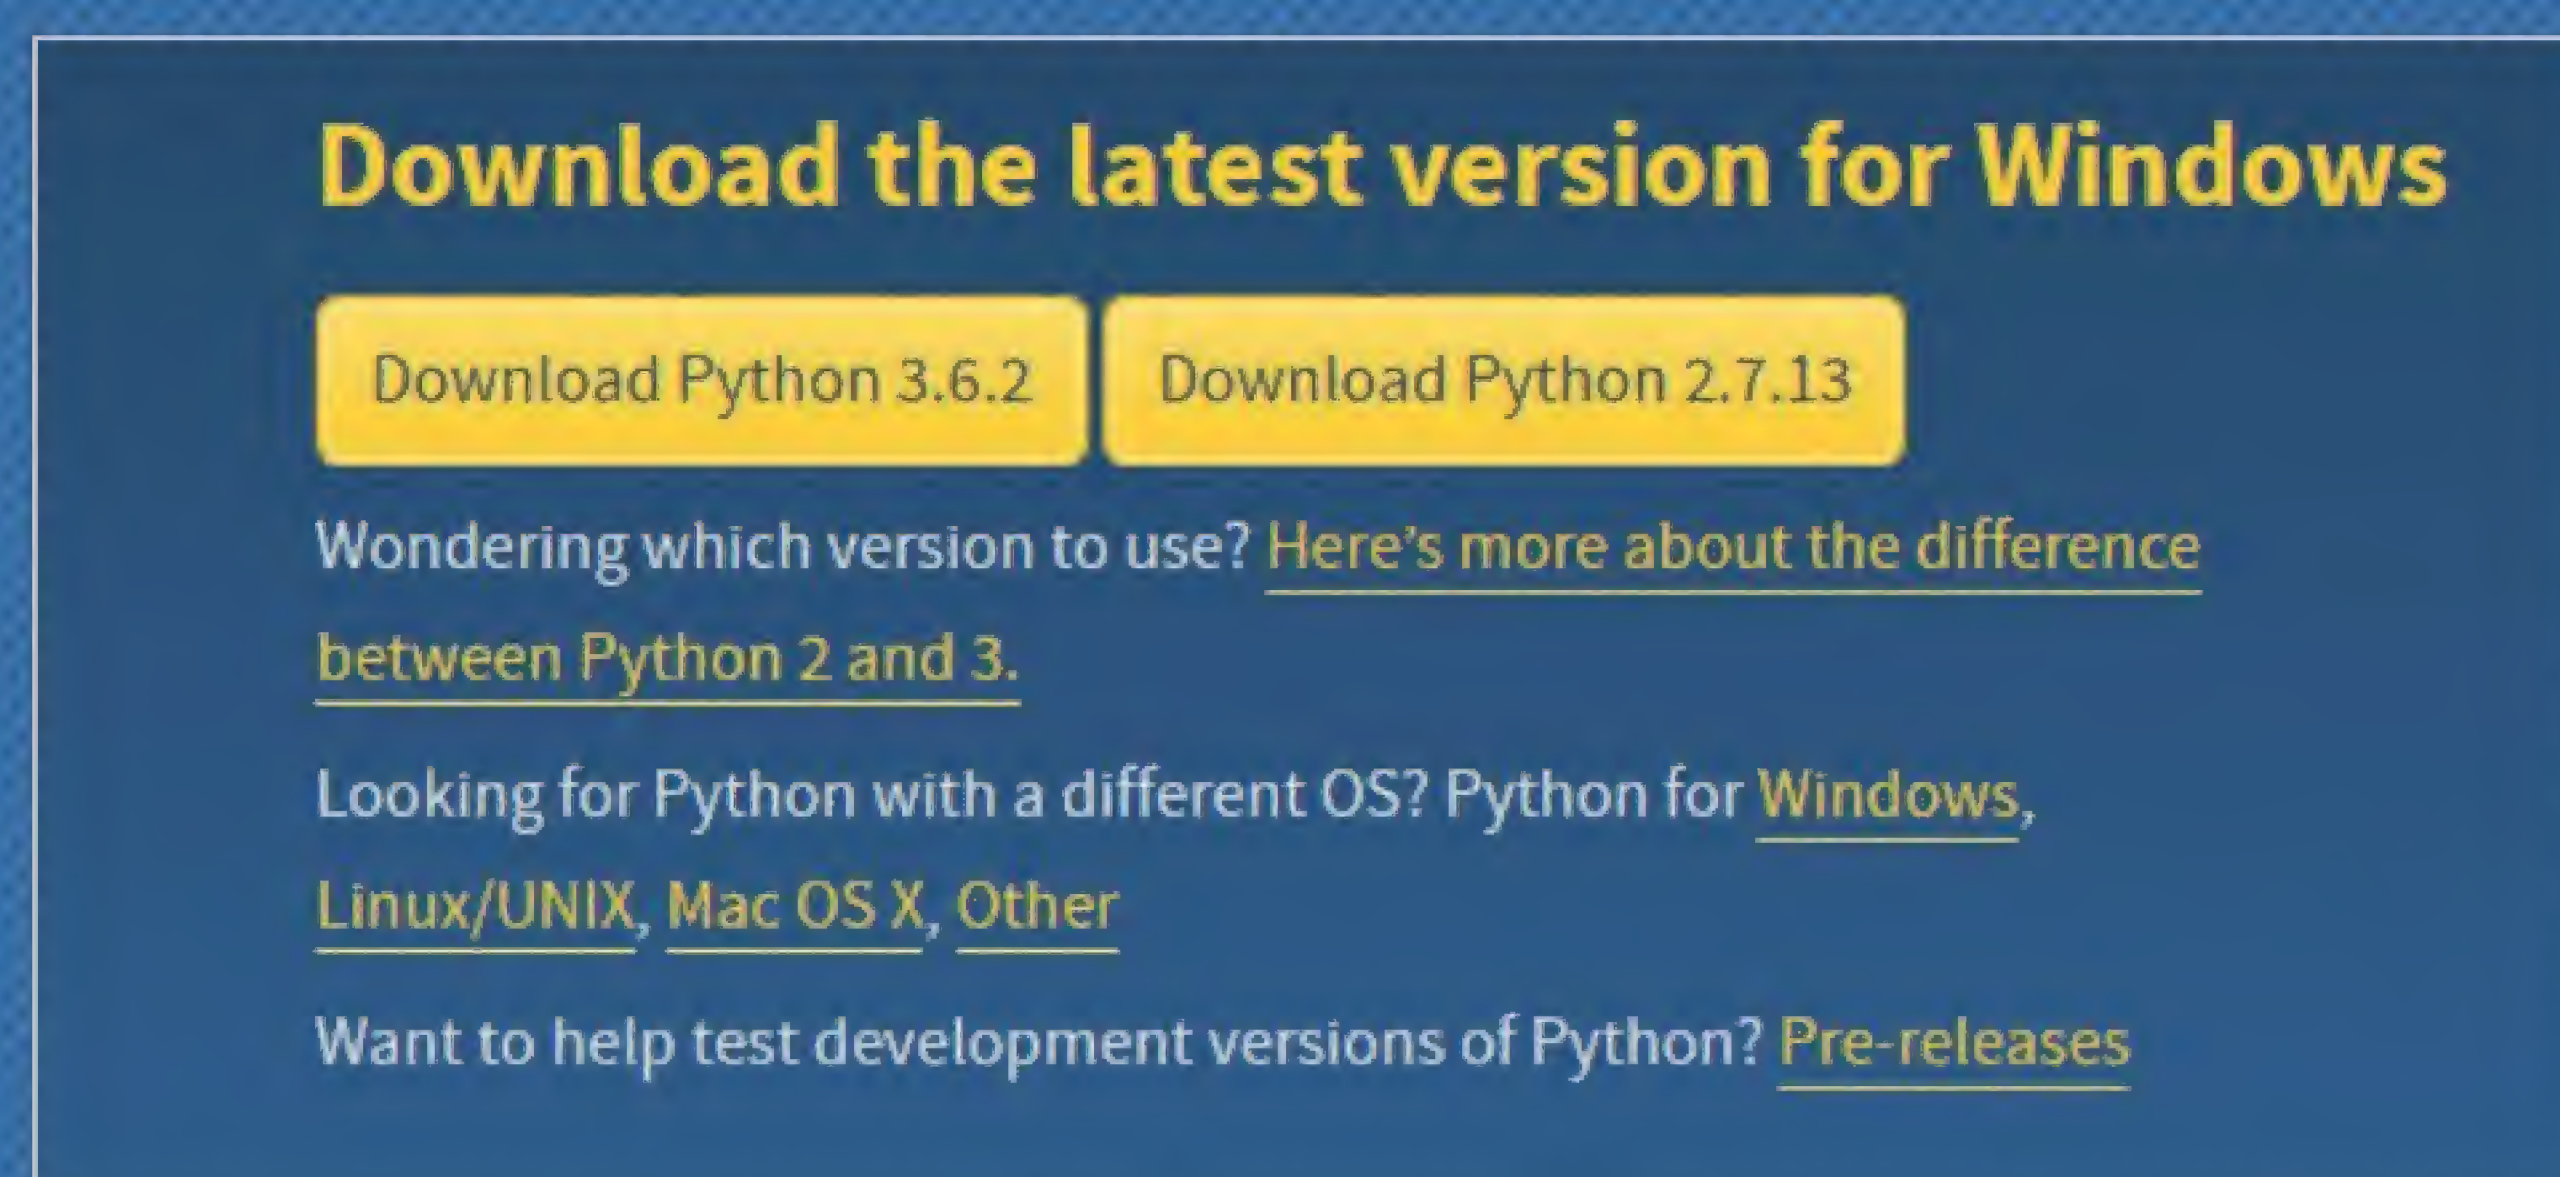 Download the latest version for Windows
Download Python 3.6.2 Download Python 2.7.13
Wondering which version to use? Here's more about the difference
between Python 2 and 3.
Looking for Python with a different OS? Python for Windows,
Linux/UNIX, Mac OS X, Other
Want to help test development versions of Python? Pre-releases